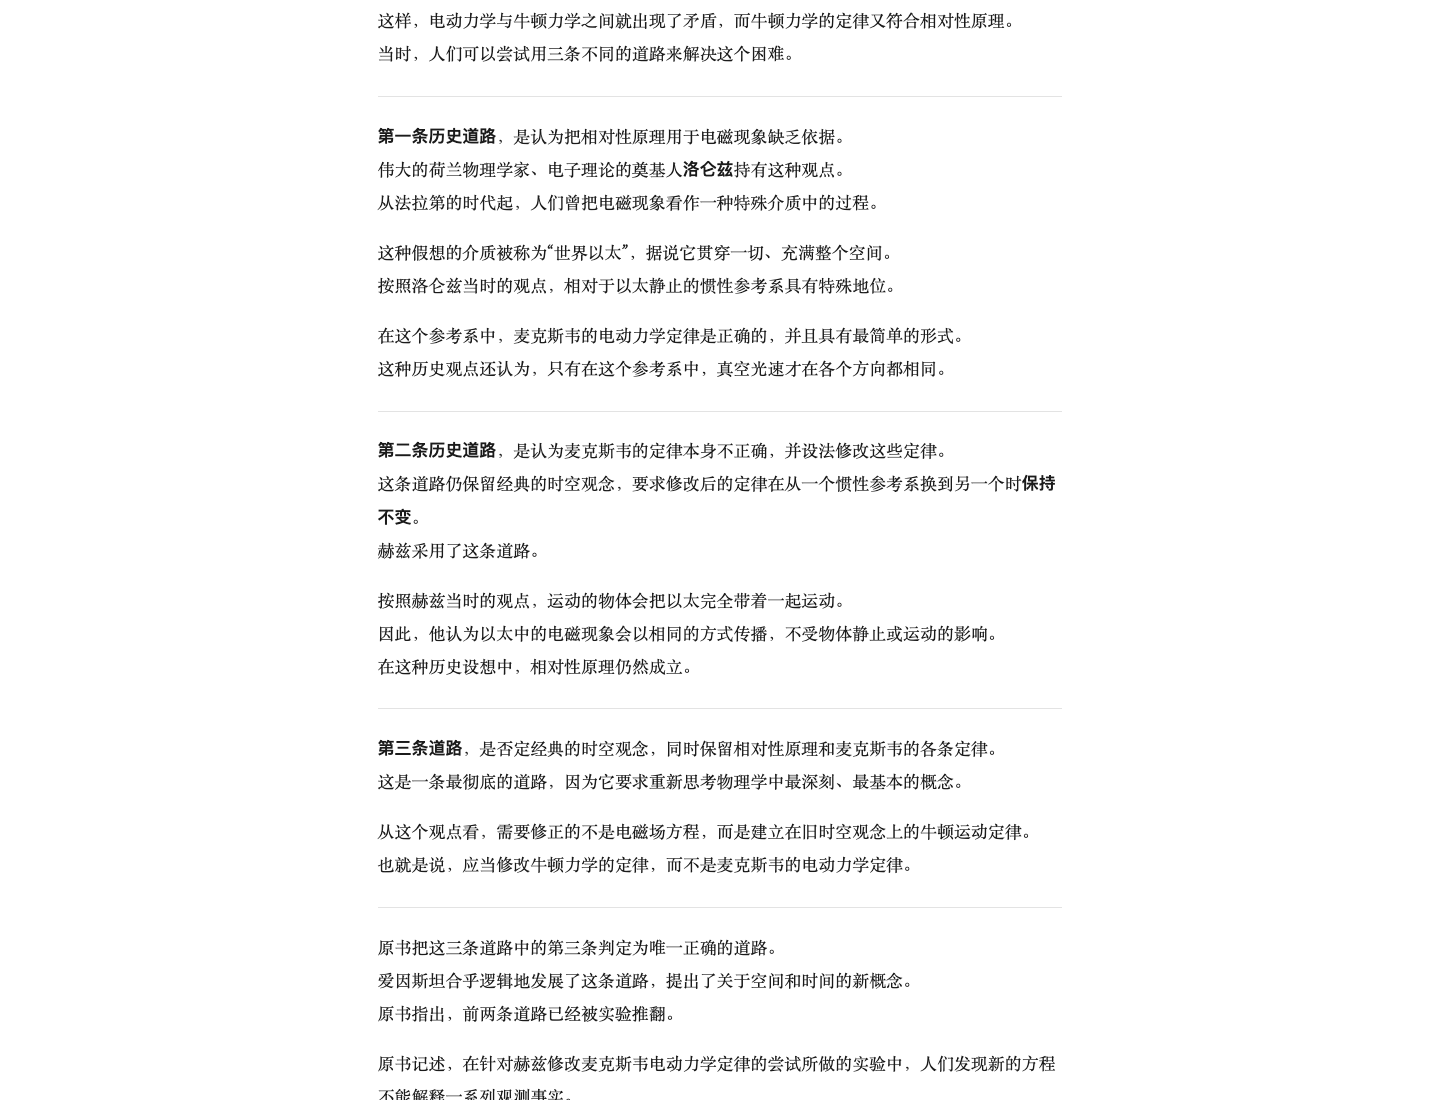 这样，电动力学与牛顿力学之间就出现了矛盾，而牛顿力学的定律又符合相对性原理。
当时，人们可以尝试用三条不同的道路来解决这个困难。
第一条历史道路，是认为把相对性原理用于电磁现象缺乏依据。
伟大的荷兰物理学家、电子理论的奠基人洛仑兹持有这种观点。
从法拉第的时代起，人们曾把电磁现象看作一种特殊介质中的过程。
这种假想的介质被称为“世界以太”，据说它贯穿一切、充满整个空间。
按照洛仑兹当时的观点，相对于以太静止的惯性参考系具有特殊地位。
在这个参考系中，麦克斯韦的电动力学定律是正确的，并且具有最简单的形式。
这种历史观点还认为，只有在这个参考系中，真空光速才在各个方向都相同。
第二条历史道路，是认为麦克斯韦的定律本身不正确，并设法修改这些定律。
这条道路仍保留经典的时空观念，要求修改后的定律在从一个惯性参考系换到另一个时保持
不变。
赫兹采用了这条道路。
按照赫兹当时的观点，运动的物体会把以太完全带着一起运动。
因此，他认为以太中的电磁现象会以相同的方式传播，不受物体静止或运动的影响。
在这种历史设想中，相对性原理仍然成立。
第三条道路，是否定经典的时空观念，同时保留相对性原理和麦克斯韦的各条定律。
这是一条最彻底的道路，因为它要求重新思考物理学中最深刻、最基本的概念。
从这个观点看，需要修正的不是电磁场方程，而是建立在旧时空观念上的牛顿运动定律。
也就是说，应当修改牛顿力学的定律，而不是麦克斯韦的电动力学定律。
原书把这三条道路中的第三条判定为唯一正确的道路。
爱因斯坦合乎逻辑地发展了这条道路，提出了关于空间和时间的新概念。
原书指出，前两条道路已经被实验推翻。
原书记述，在针对赫兹修改麦克斯韦电动力学定律的尝试所做的实验中，人们发现新的方程
不能解释一系列观测事实。